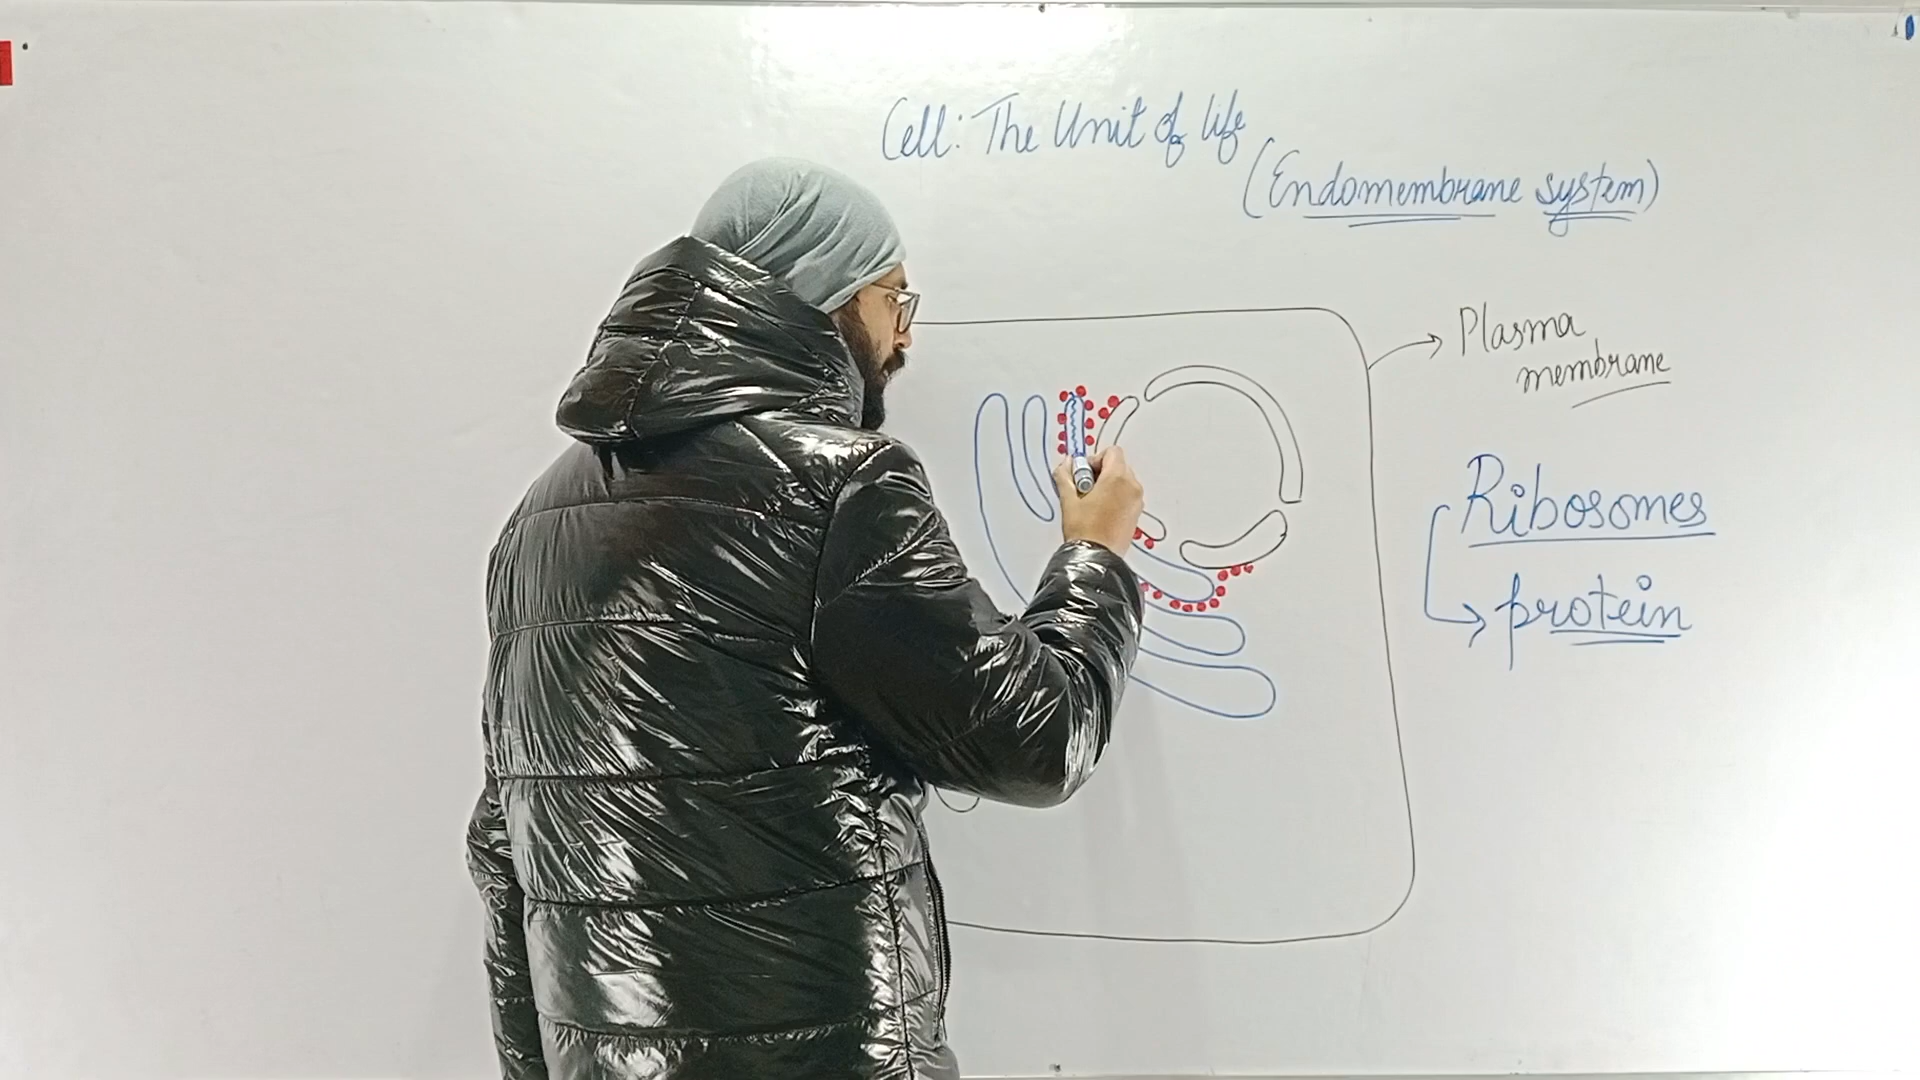 Cell: The Unit of life
(Endomembrane system)
Plasma
membrane
Ribosomes
protein